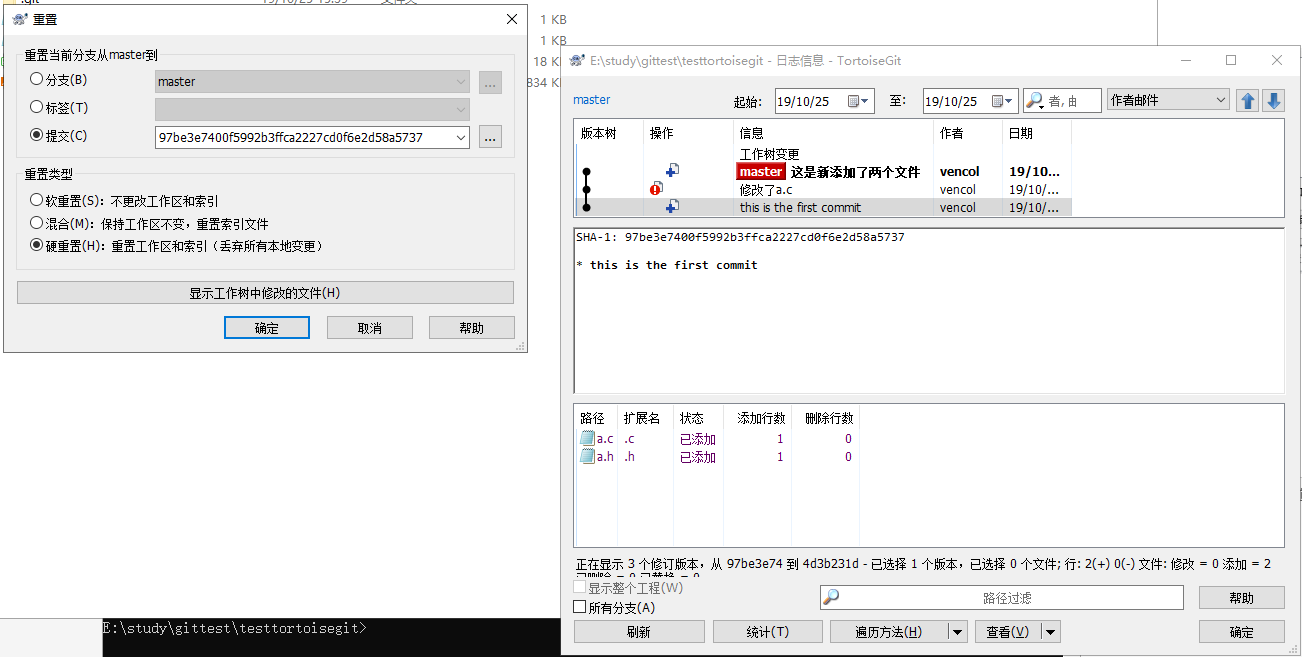 重置
重置当前分支从master到
分支(B)
master
...
标签(T)
提交(C)
97be3e7400f5992b3ffca2227cd0f6e2d58a5737
...
重置类型
软重置(S): 不更改工作区和索引
混合(M): 保持工作区不变，重置索引文件
硬重置(H): 重置工作区和索引（丢弃所有本地变更）
显示工作树中修改的文件(H)
确定
取消
帮助
1 KB
1 KB
18 K
834 K
E:\study\gittest\testtortoisegit>
E:\study\gittest\testtortoisegit - 日志信息 - TortoiseGit
master
起始:
19/10/25
至:
19/10/25
者, 由
作者邮件
版本树 操作 信息 作者 日期
工作树变更
master 这是新添加了两个文件 vencol 19/10...
修改了a.c vencol 19/10/...
this is the first commit vencol 19/10/...
SHA-1: 97be3e7400f5992b3ffca2227cd0f6e2d58a5737
* this is the first commit
路径 扩展名 状态 添加行数 删除行数
a.c .c 已添加 1 0
a.h .h 已添加 1 0
正在显示 3 个修订版本，从 97be3e74 到 4d3b231d - 已选择 1 个版本，已选择 0 个文件; 行: 2(+) 0(-) 文件: 修改 = 0 添加 = 2
显示整个工程(W)
所有分支(A)
路径过滤
帮助
刷新
统计(T)
遍历方法(H)
查看(V)
确定